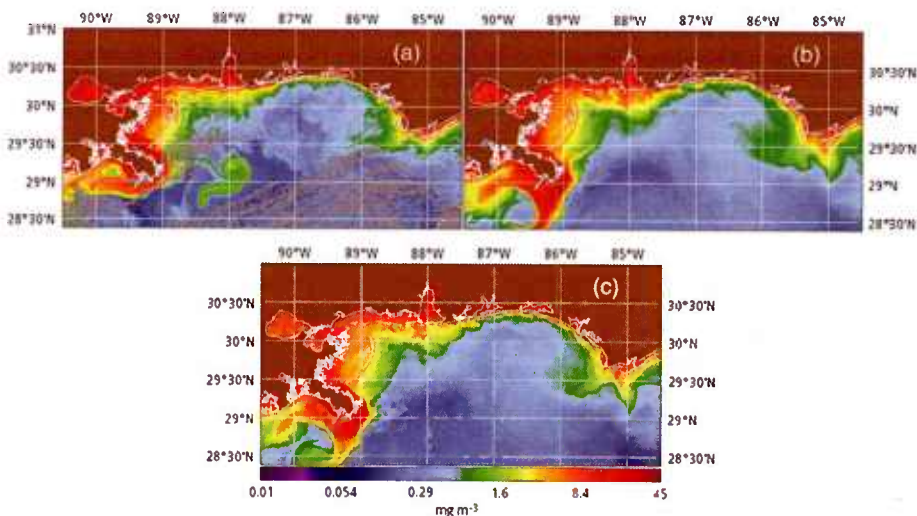 90°W 89°W 88°W 87°W 86°W 85°W 90°W 89°W 88°W 87°W 86°W 85°W
31°N
(a) (b)
30°30'N 30°30'N
30°N 30°N
29°30'N 29°30'N
29°N 29°N
28°30'N 28°30'N
90°W 89°W 88°W 87°W 86°W 85°W
(c)
30°30'N 30°30'N
30°N 30°N
29°30'N 29°30'N
29°N 29°N
28°30'N 28°30'N
0.01 0.054 0.29 1.6 8.4 45
mg m-3